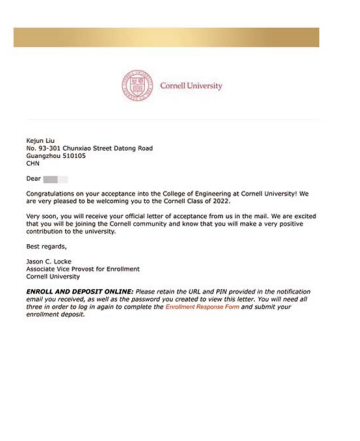 Cornell University
Kejun Liu
No. 93-301 Chunxiao Street Datong Road
Guangzhou 510105
CHN
Dear
Congratulations on your acceptance into the College of Engineering at Cornell University! We
are very pleased to be welcoming you to the Cornell Class of 2022.
Very soon, you will receive your official letter of acceptance from us in the mail. We are excited
that you will be joining the Cornell community and know that you will make a very positive
contribution to the university.
Best regards,
Jason C. Locke
Associate Vice Provost for Enrollment
Cornell University
ENROLL AND DEPOSIT ONLINE: Please retain the URL and PIN provided in the notification
email you received, as well as the password you created to view this letter. You will need all
three in order to log in again to complete the Enrollment Response Form and submit your
enrollment deposit.